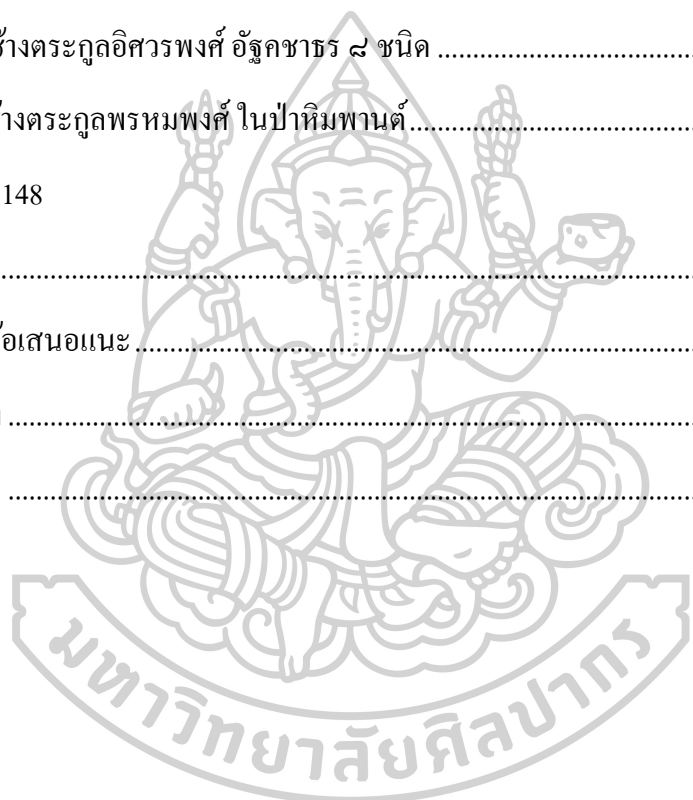 ช้างตระกูลอิศวรพงศ์ อัฐคชาธร ๘ ชนิด ................................
ช้างตระกูลพรหมพงศ์ ในป่าหิมพานต์ ................................
148
................................
ข้อเสนอแนะ ................................
................................
................................
มหาวิทยาลัยศิลปากร